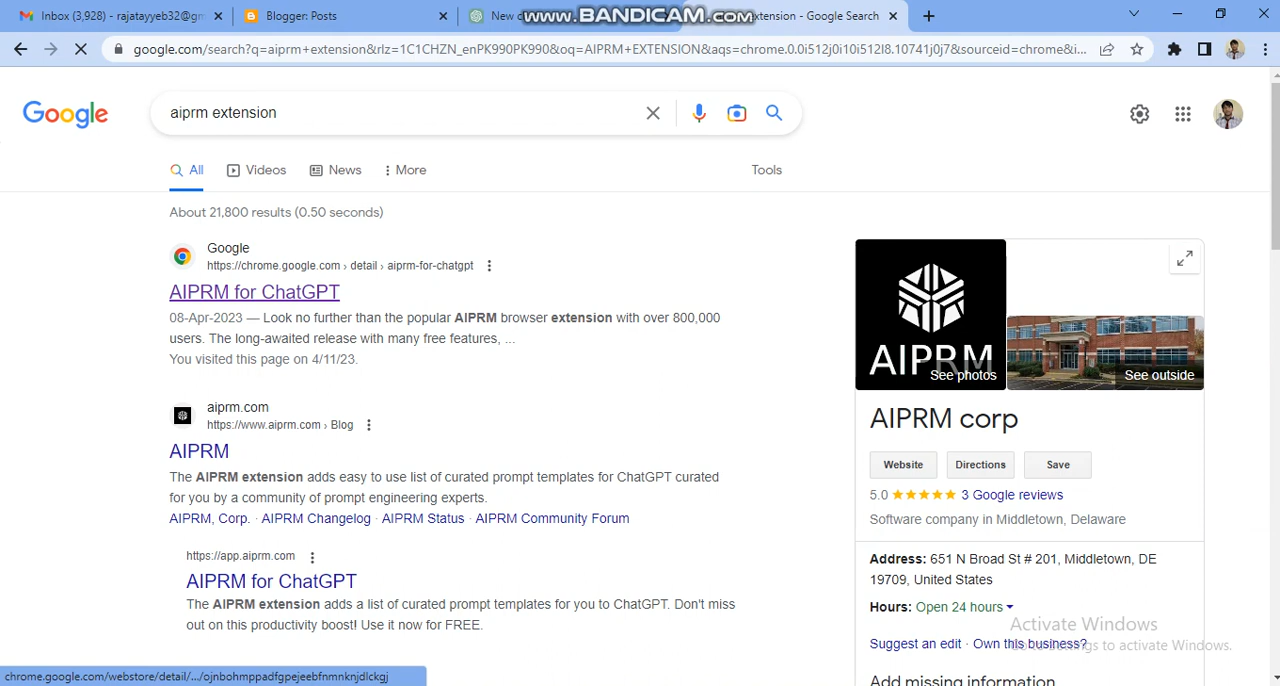 Inbox (3,928) - rajatayyeb32@gm
Blogger: Posts
New c
www.BANDICAM.com
xtension - Google Search
google.com/search?q=aiprm+extension&rlz=1C1CHZN_enPK990PK990&oq=AIPRM+EXTENSION&aqs=chrome.0.0i512j0i10i512l8.10741j0j7&sourceid=chrome&i...
Google
aiprm extension
All
Videos
News
More
Tools
About 21,800 results (0.50 seconds)
Google
https://chrome.google.com › detail › aiprm-for-chatgpt
AIPRM for ChatGPT
08-Apr-2023 — Look no further than the popular AIPRM browser extension with over 800,000
users. The long-awaited release with many free features, ...
You visited this page on 4/11/23.
aiprm.com
https://www.aiprm.com › Blog
AIPRM
The AIPRM extension adds easy to use list of curated prompt templates for ChatGPT curated
for you by a community of prompt engineering experts.
AIPRM, Corp. · AIPRM Changelog · AIPRM Status · AIPRM Community Forum
https://app.aiprm.com
AIPRM for ChatGPT
The AIPRM extension adds a list of curated prompt templates for you to ChatGPT. Don't miss
out on this productivity boost! Use it now for FREE.
AIPRM
See photos
See outside
AIPRM corp
Website
Directions
Save
5.0
3 Google reviews
Software company in Middletown, Delaware
Address: 651 N Broad St # 201, Middletown, DE
19709, United States
Hours: Open 24 hours
Activate Windows
Suggest an edit · Own this business?
to activate Windows.
Add missing information
chrome.google.com/webstore/detail/.../ojnbohmppadfgpejeebfnmnknjdlckgj